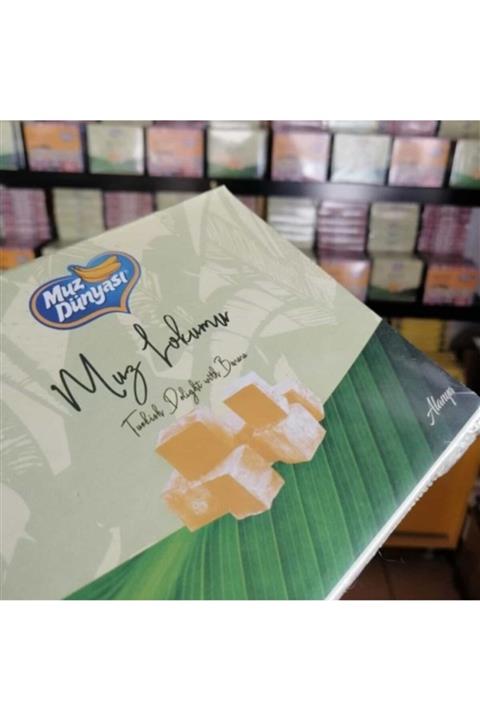 Muz
Dünyası
Muz Lokumu
Turkish Delight with Banana
Alanya